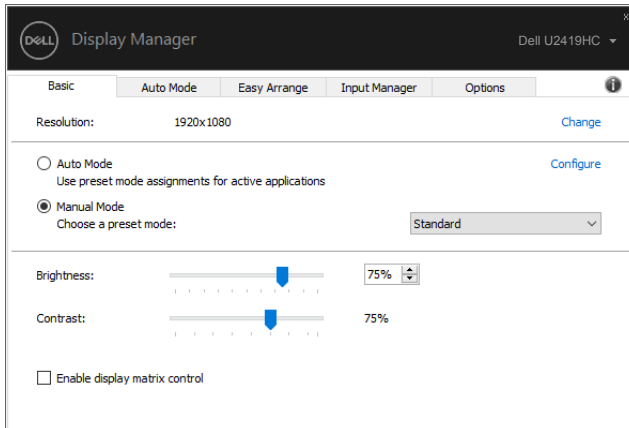 DELL Display Manager Dell U2419HC
Basic Auto Mode Easy Arrange Input Manager Options
Resolution: 1920x1080 Change
Auto Mode Configure
Use preset mode assignments for active applications
Manual Mode
Choose a preset mode: Standard
Brightness: 75%
Contrast: 75%
Enable display matrix control